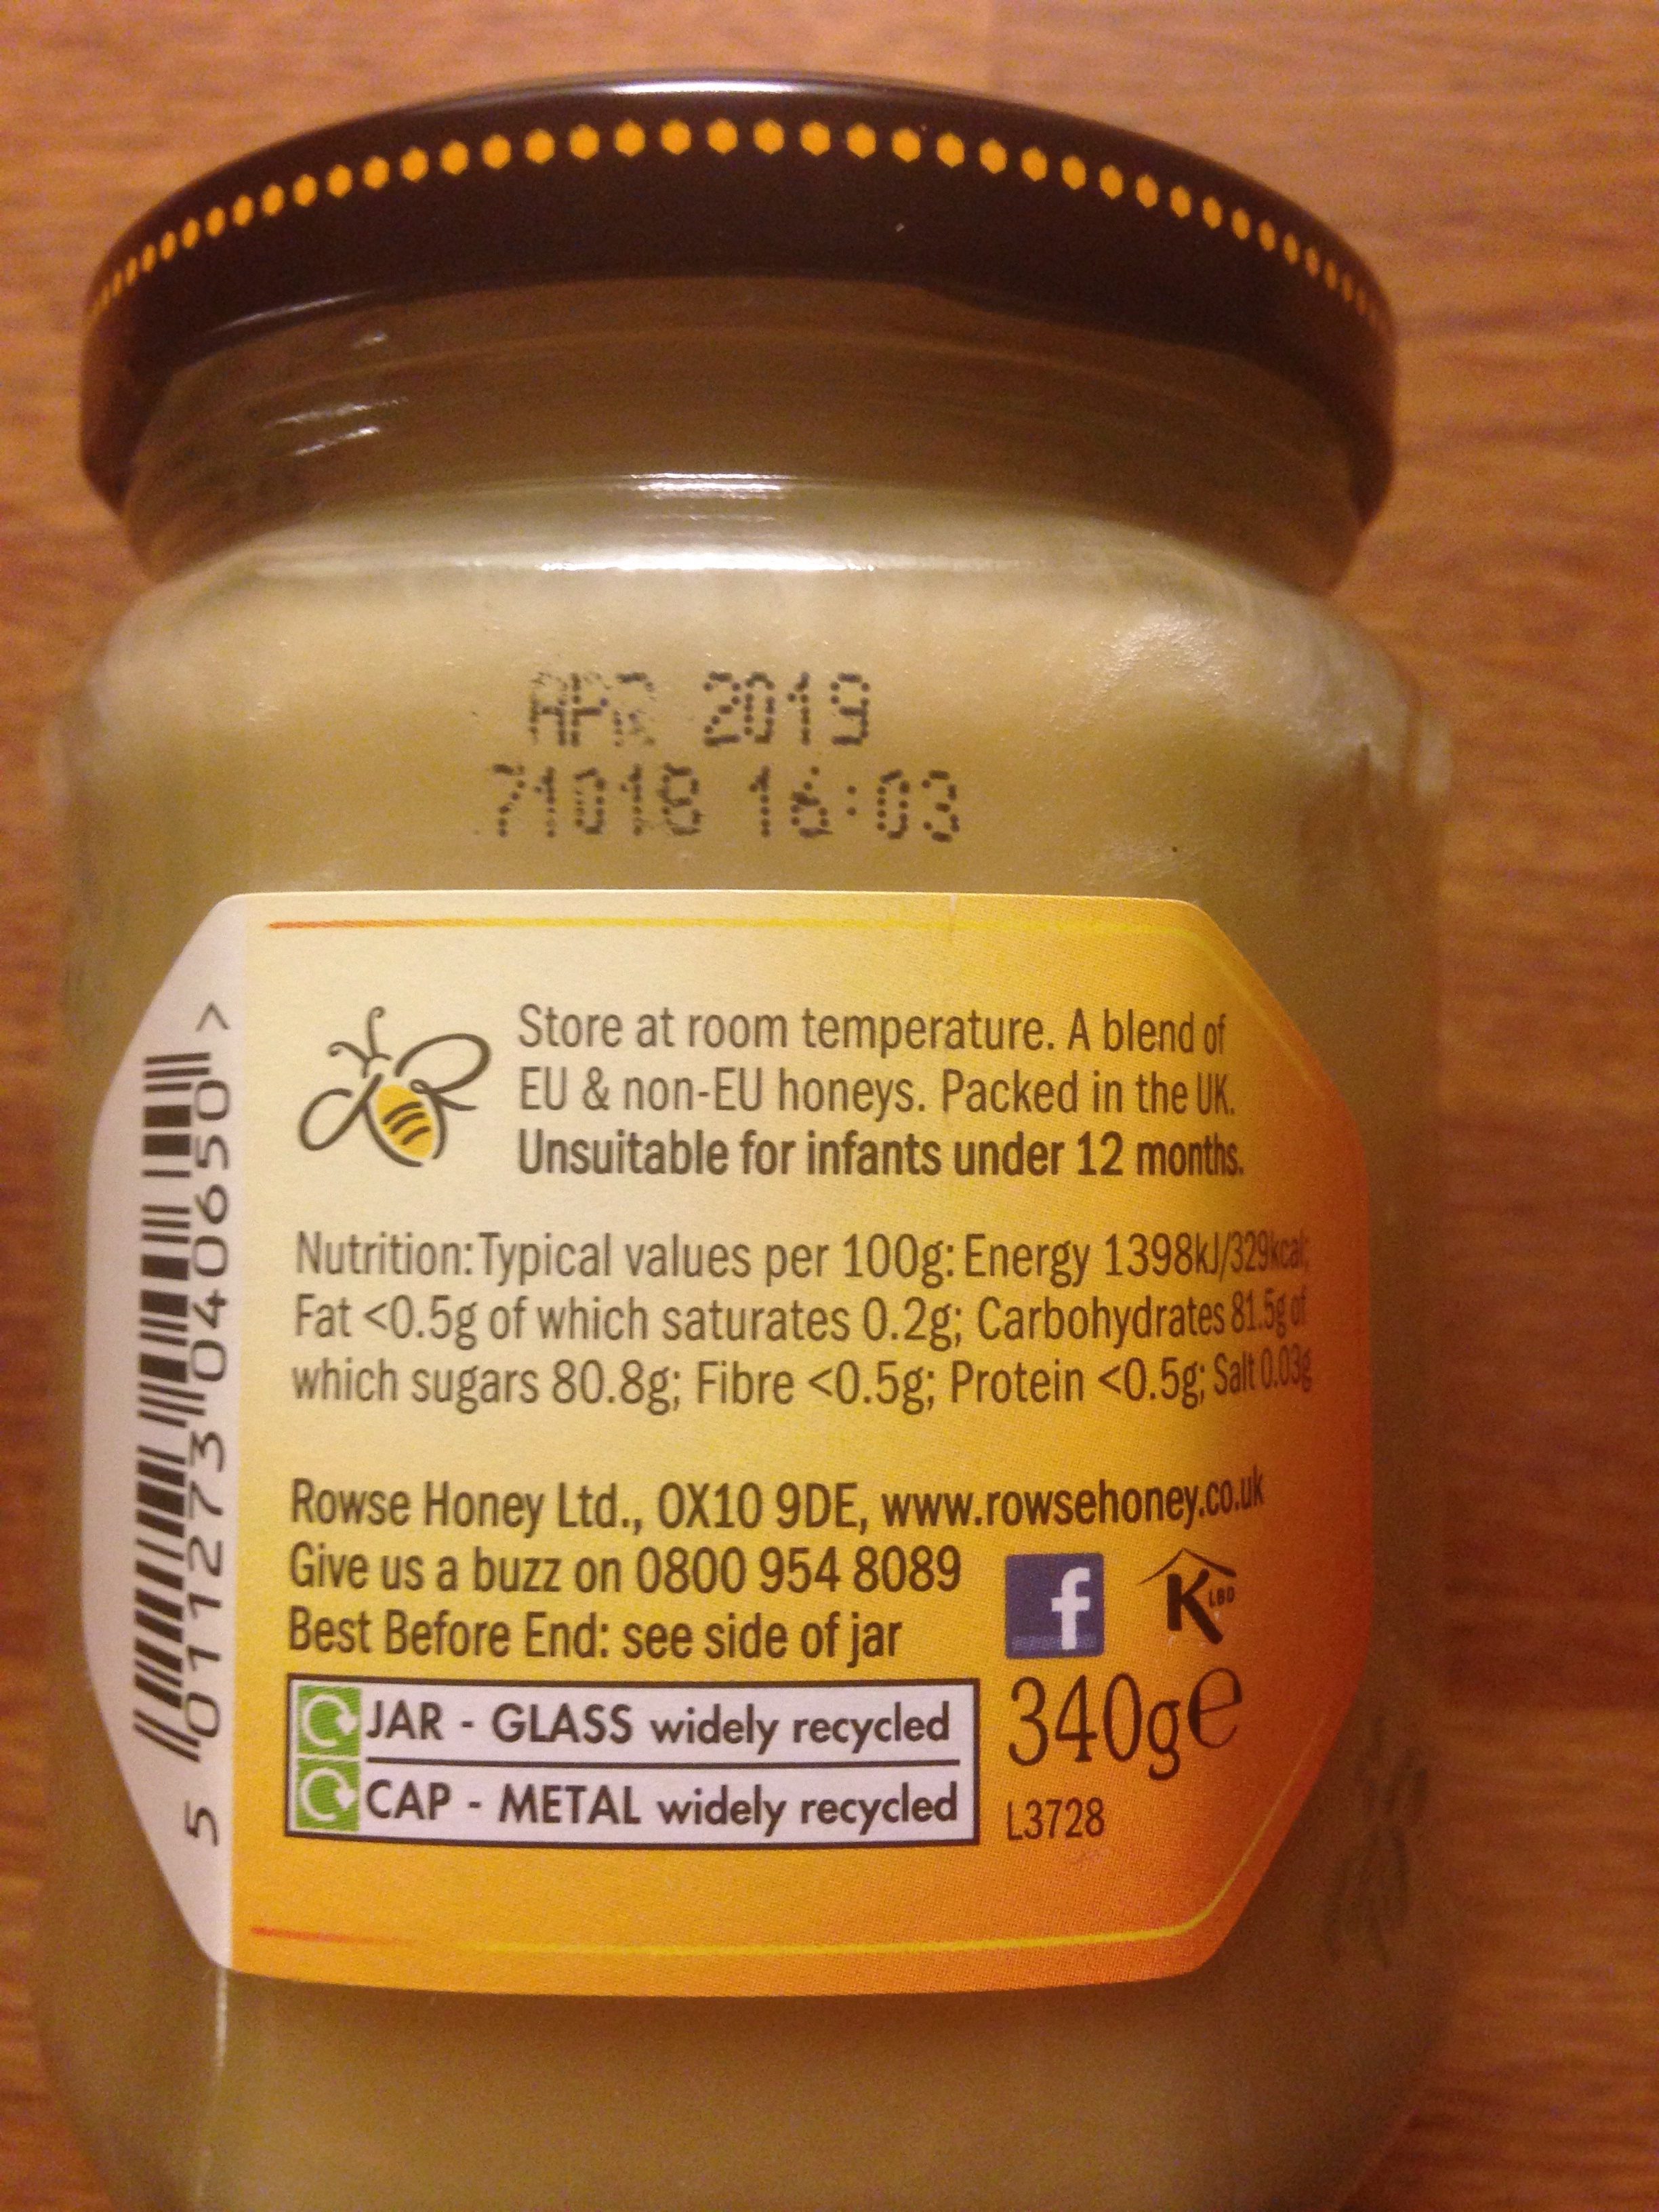 APR 2019
71018 16:03
Store at room temperature. A blend of
EU & non-EU honeys. Packed in the UK.
Unsuitable for infants under 12 months.
Nutrition: Typical values per 100g: Energy 1398kJ/329kcal;
Fat <0.5g of which saturates 0.2g; Carbohydrates 81.5g of
which sugars 80.8g; Fibre <0.5g; Protein <0.5g; Salt 0.03g
Rowse Honey Ltd., OX10 9DE, www.rowsehoney.co.uk
Give us a buzz on 0800 954 8089
Best Before End: see side of jar
f
K LBD
JAR - GLASS widely recycled
CAP - METAL widely recycled
340g e
L3728
5 011273 040650 >